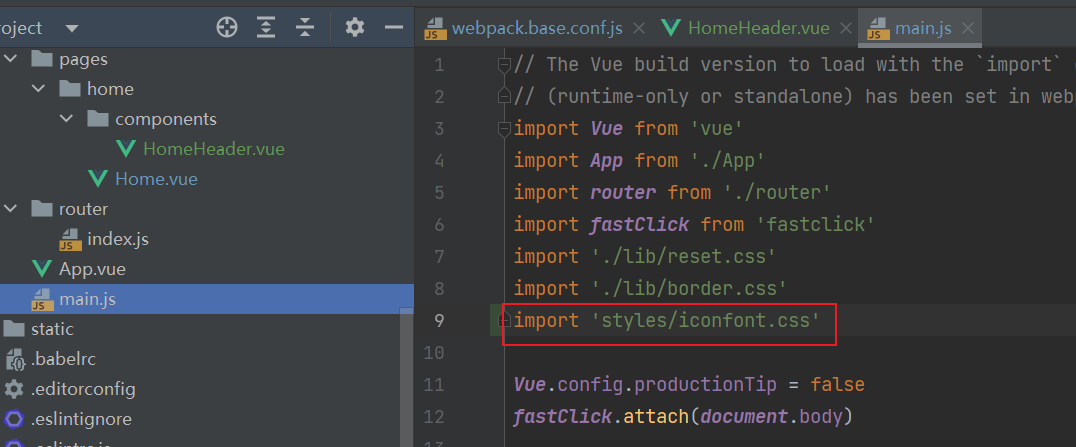 roject
webpack.base.conf.js
HomeHeader.vue
main.js
pages
home
components
HomeHeader.vue
Home.vue
router
index.js
App.vue
main.js
static
.babelrc
.editorconfig
.eslintignore
.eslintrc.js
1 // The Vue build version to load with the `import`
2 // (runtime-only or standalone) has been set in web
3 import Vue from 'vue'
4 import App from './App'
5 import router from './router'
6 import fastClick from 'fastclick'
7 import './lib/reset.css'
8 import './lib/border.css'
9 import 'styles/iconfont.css'
10
11 Vue.config.productionTip = false
12 fastClick.attach(document.body)